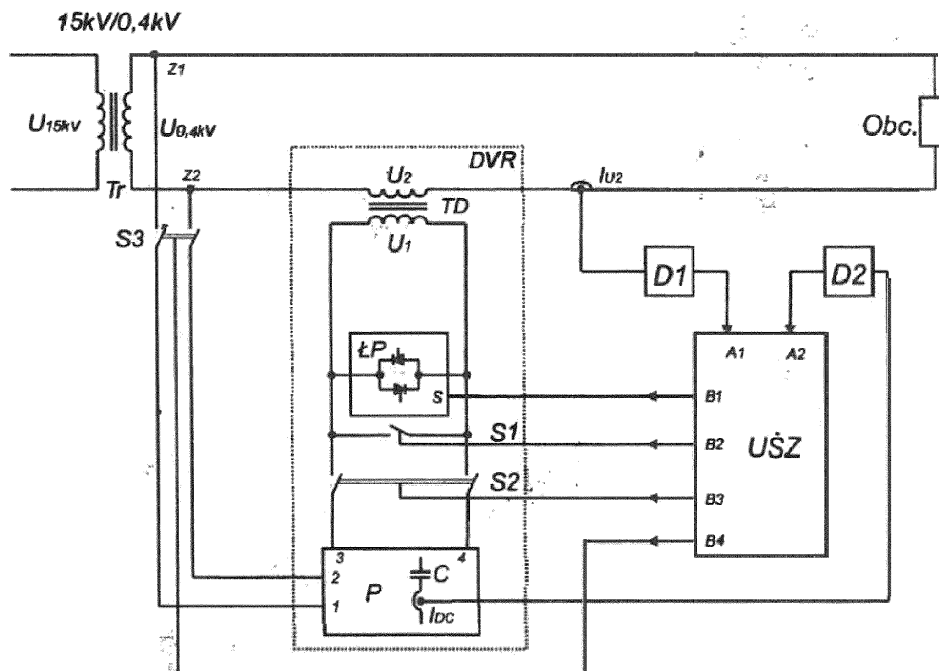 15kV/0,4kV
Z1
U15kV
U0,4kV
Obc.
DVR
Tr
Z2
U2
IU2
TD
S3
U1
D1
D2
ŁP
A1
A2
S
B1
S1
B2
UŚZ
S2
B3
B4
3
4
2
P
C
1
IDC